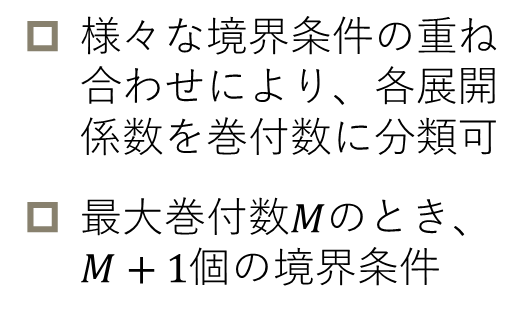 様々な境界条件の重ね
合わせにより、各展開
係数を巻付数に分類可
最大巻付数Mのとき、
M + 1個の境界条件